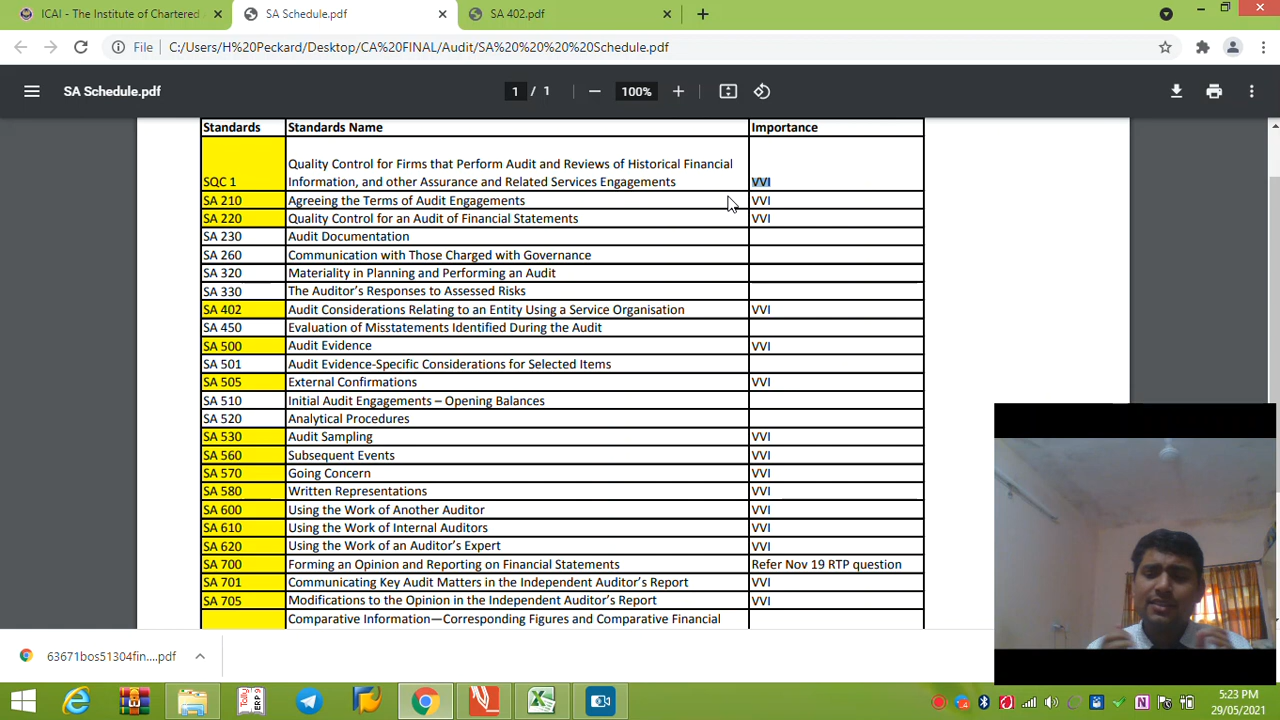 ICAI - The Institute of Chartered A
SA Schedule.pdf
SA 402.pdf
File
C:/Users/H%20Peckard/Desktop/CA%20FINAL/Audit/SA%20%20%20%20Schedule.pdf
SA Schedule.pdf
1 / 1
100%
Standards Standards Name Importance
Quality Control for Firms that Perform Audit and Reviews of Historical Financial
SQC 1 Information, and other Assurance and Related Services Engagements VVI
SA 210 Agreeing the Terms of Audit Engagements VVI
SA 220 Quality Control for an Audit of Financial Statements VVI
SA 230 Audit Documentation
SA 260 Communication with Those Charged with Governance
SA 320 Materiality in Planning and Performing an Audit
SA 330 The Auditor's Responses to Assessed Risks
SA 402 Audit Considerations Relating to an Entity Using a Service Organisation VVI
SA 450 Evaluation of Misstatements Identified During the Audit
SA 500 Audit Evidence VVI
SA 501 Audit Evidence-Specific Considerations for Selected Items
SA 505 External Confirmations VVI
SA 510 Initial Audit Engagements – Opening Balances
SA 520 Analytical Procedures
SA 530 Audit Sampling VVI
SA 560 Subsequent Events VVI
SA 570 Going Concern VVI
SA 580 Written Representations VVI
SA 600 Using the Work of Another Auditor VVI
SA 610 Using the Work of Internal Auditors VVI
SA 620 Using the Work of an Auditor's Expert VVI
SA 700 Forming an Opinion and Reporting on Financial Statements Refer Nov 19 RTP question
SA 701 Communicating Key Audit Matters in the Independent Auditor's Report VVI
SA 705 Modifications to the Opinion in the Independent Auditor's Report VVI
Comparative Information—Corresponding Figures and Comparative Financial
63671bos51304fin....pdf
Tally
ERP 9
5:23 PM
29/05/2021